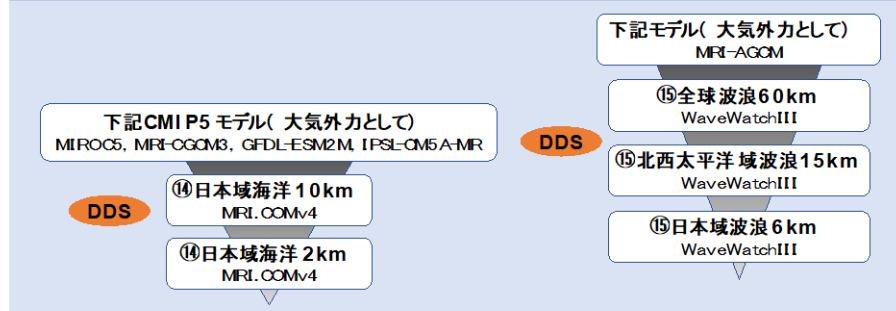 下記CMIP5モデル( 大気外力として)
MIROC5, MRI-CGCM3, GFDL-ESM2M, IPSL-CM5A-MR
DDS
⑭日本域海洋10km
MRI.COMv4
⑭日本域海洋2km
MRI.COMv4
下記モデル( 大気外力として)
MRI-AGCM
⑮全球波浪60km
WaveWatchIII
DDS
⑮北西太平洋域波浪15km
WaveWatchIII
⑮日本域波浪6km
WaveWatchIII